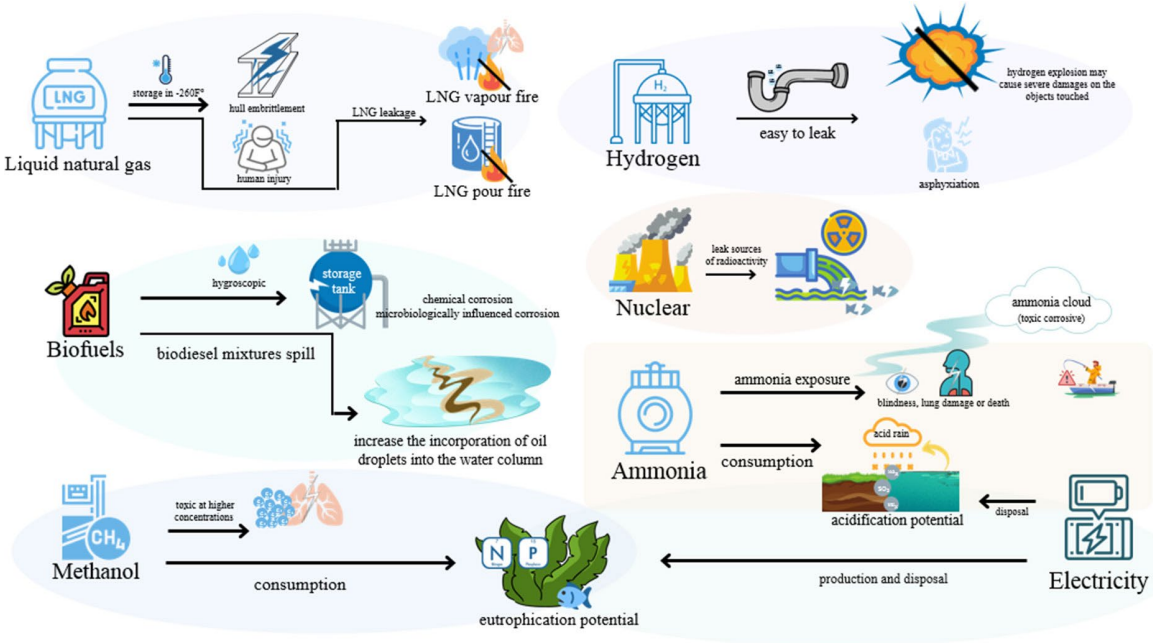 LNG
storage in -260F°
hull embrittlement
human injury
LNG leakage
LNG vapour fire
LNG pour fire
Liquid natural gas
H₂
Hydrogen
easy to leak
hydrogen explosion may
cause severe damages on the
objects touched
asphyxiation
Nuclear
leak sources
of radioactivity
Biofuels
hygroscopic
storage
tank
chemical corrosion
microbiologically influenced corrosion
biodiesel mixtures spill
increase the incorporation of oil
droplets into the water column
ammonia cloud
(toxic corrosive)
Ammonia
ammonia exposure
blindness, lung damage or death
consumption
acid rain
SO₂
acidification potential
disposal
Electricity
production and disposal
CH₄
Methanol
toxic at higher
concentrations
consumption
N
P
eutrophication potential